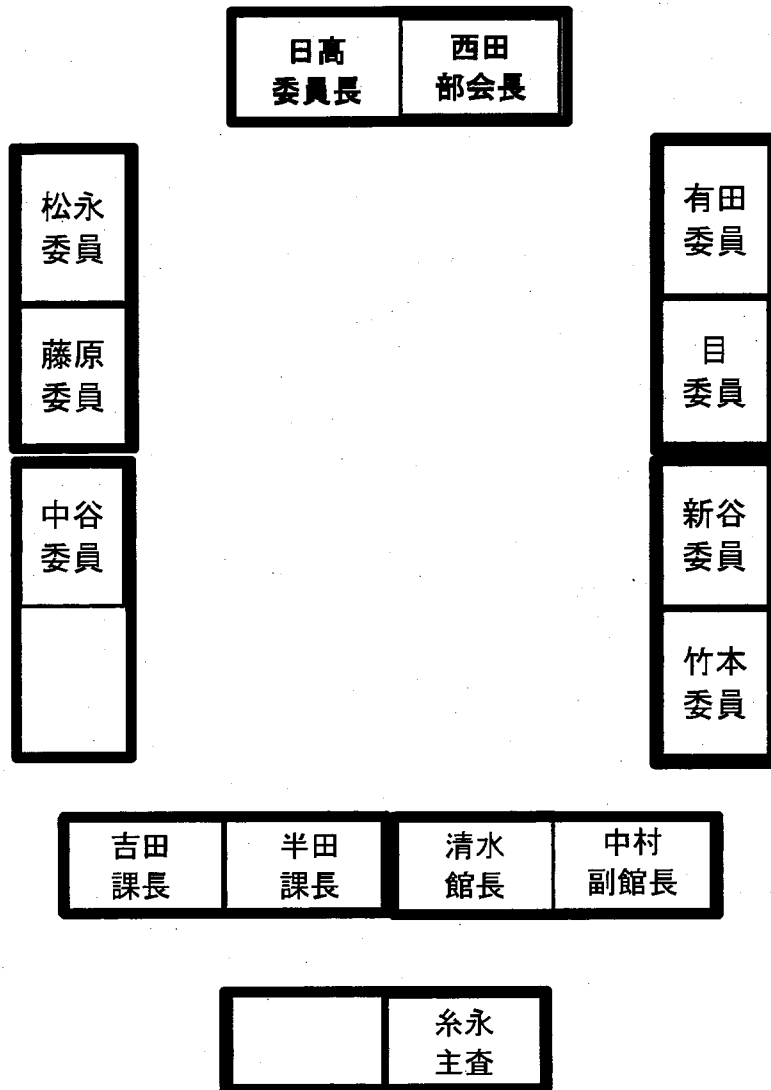 日高
委員長
西田
部会長
松永
委員
有田
委員
藤原
委員
目
委員
中谷
委員
新谷
委員
竹本
委員
吉田
課長
半田
課長
清水
館長
中村
副館長
糸永
主査